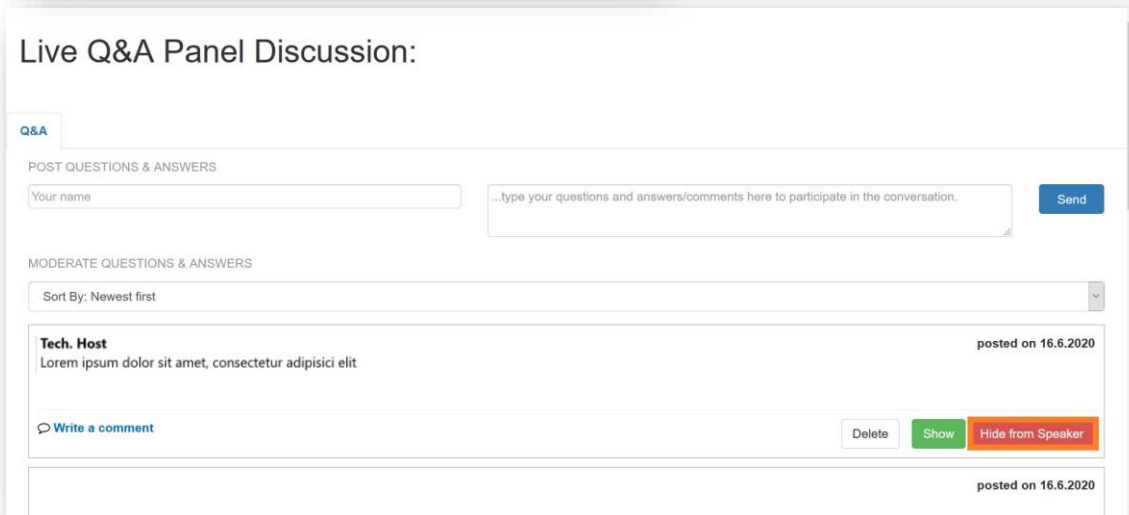 Live Q&A Panel Discussion:
Q&A
POST QUESTIONS & ANSWERS
Your name
...type your questions and answers/comments here to participate in the conversation.
Send
MODERATE QUESTIONS & ANSWERS
Sort By: Newest first
Tech. Host
posted on 16.6.2020
Lorem ipsum dolor sit amet, consectetur adipisici elit
Write a comment
Delete
Show
Hide from Speaker
posted on 16.6.2020